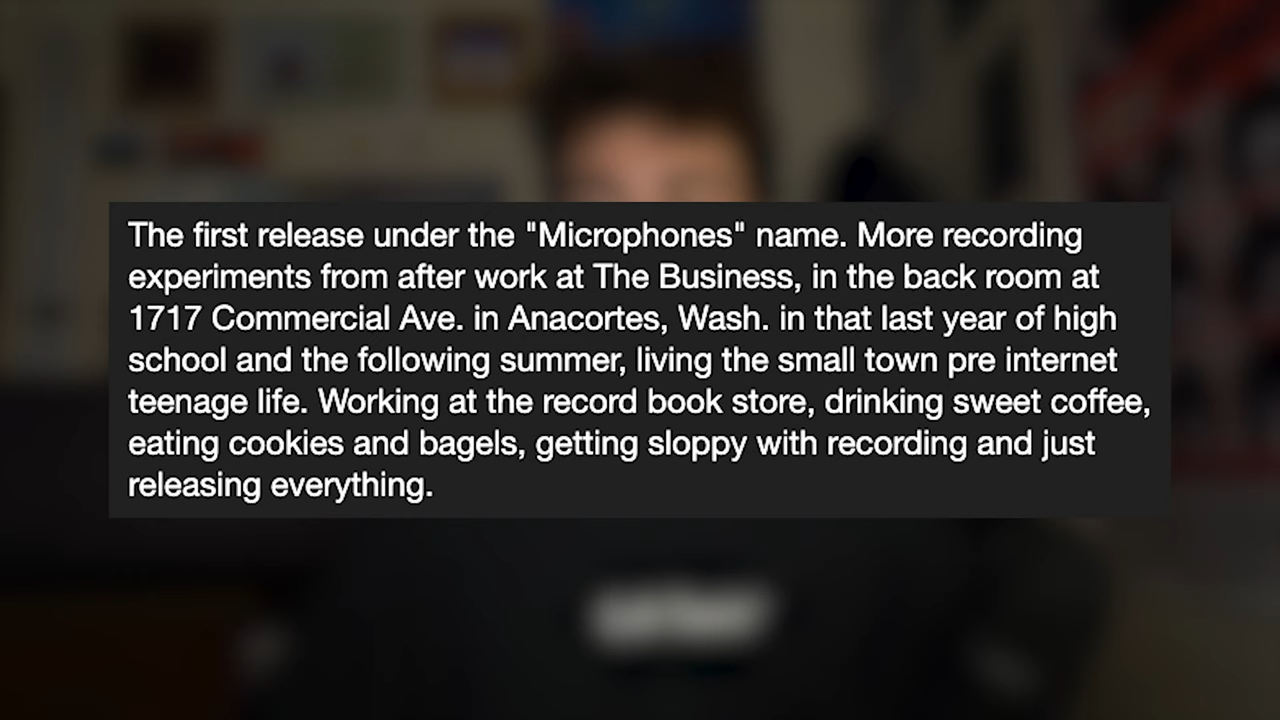 The first release under the "Microphones" name. More recording
experiments from after work at The Business, in the back room at
1717 Commercial Ave. in Anacortes, Wash. in that last year of high
school and the following summer, living the small town pre internet
teenage life. Working at the record book store, drinking sweet coffee,
eating cookies and bagels, getting sloppy with recording and just
releasing everything.